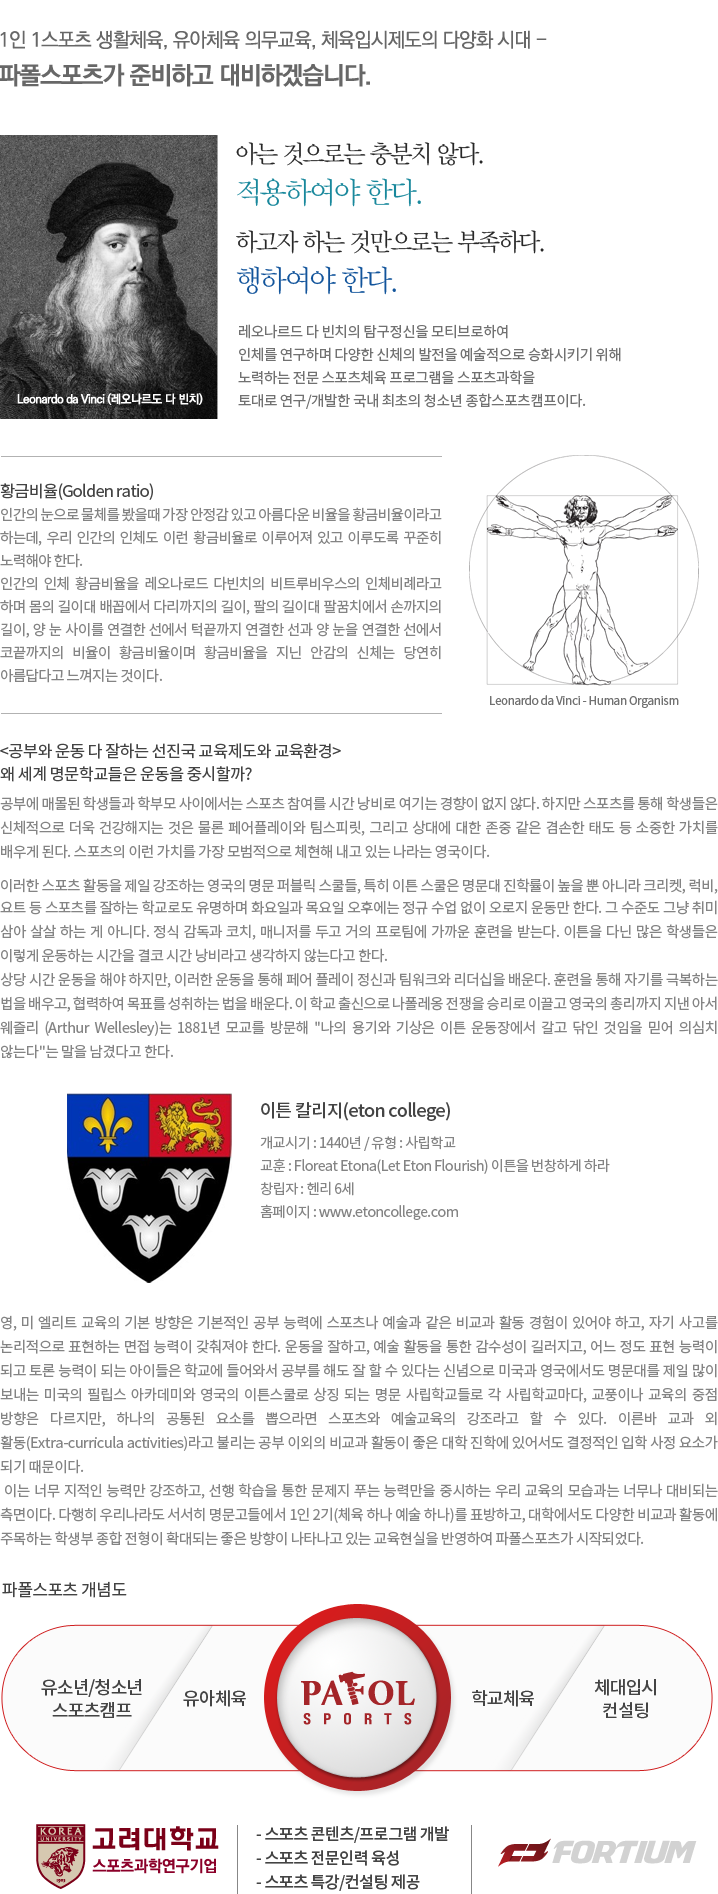 1인 1스포츠 생활체육, 유아체육 의무교육, 체육입시제도의 다양화 시대 –
파폴스포츠가 준비하고 대비하겠습니다.
아는 것으로는 충분치 않다.
적용하여야 한다.
하고자 하는 것만으로는 부족하다.
행하여야 한다.
레오나르드 다 빈치의 탐구정신을 모티브로하여
인체를 연구하며 다양한 신체의 발전을 예술적으로 승화시키기 위해
노력하는 전문 스포츠체육 프로그램을 스포츠과학을
토대로 연구/개발한 국내 최초의 청소년 종합스포츠캠프이다.
Leonardo da Vinci (레오나르도 다 빈치)
황금비율(Golden ratio)
인간의 눈으로 물체를 봤을때 가장 안정감 있고 아름다운 비율을 황금비율이라고
하는데, 우리 인간의 인체도 이런 황금비율로 이루어져 있고 이루도록 꾸준히
노력해야 한다.
인간의 인체 황금비율을 레오나로드 다빈치의 비트루비우스의 인체비례라고
하며 몸의 길이대 배꼽에서 다리까지의 길이, 팔의 길이대 팔꿈치에서 손까지의
길이, 양 눈 사이를 연결한 선에서 턱끝까지 연결한 선과 양 눈을 연결한 선에서
코끝까지의 비율이 황금비율이며 황금비율을 지닌 안감의 신체는 당연히
아름답다고 느껴지는 것이다.
Leonardo da Vinci - Human Organism
<공부와 운동 다 잘하는 선진국 교육제도와 교육환경>
왜 세계 명문학교들은 운동을 중시할까?
공부에 매몰된 학생들과 학부모 사이에서는 스포츠 참여를 시간 낭비로 여기는 경향이 없지 않다. 하지만 스포츠를 통해 학생들은
신체적으로 더욱 건강해지는 것은 물론 페어플레이와 팀스피릿, 그리고 상대에 대한 존중 같은 겸손한 태도 등 소중한 가치를
배우게 된다. 스포츠의 이런 가치를 가장 모범적으로 체현해 내고 있는 나라는 영국이다.
이러한 스포츠 활동을 제일 강조하는 영국의 명문 퍼블릭 스쿨들, 특히 이튼 스쿨은 명문대 진학률이 높을 뿐 아니라 크리켓, 럭비,
요트 등 스포츠를 잘하는 학교로도 유명하며 화요일과 목요일 오후에는 정규 수업 없이 오로지 운동만 한다. 그 수준도 그냥 취미
삼아 살살 하는 게 아니다. 정식 감독과 코치, 매니저를 두고 거의 프로팀에 가까운 훈련을 받는다. 이튼을 다닌 많은 학생들은
이렇게 운동하는 시간을 결코 시간 낭비라고 생각하지 않는다고 한다.
상당 시간 운동을 해야 하지만, 이러한 운동을 통해 페어 플레이 정신과 팀워크와 리더십을 배운다. 훈련을 통해 자기를 극복하는
법을 배우고, 협력하여 목표를 성취하는 법을 배운다. 이 학교 출신으로 나폴레옹 전쟁을 승리로 이끌고 영국의 총리까지 지낸 아서
웨즐리 (Arthur Wellesley)는 1881년 모교를 방문해 "나의 용기와 기상은 이튼 운동장에서 갈고 닦인 것임을 믿어 의심치
않는다"는 말을 남겼다고 한다.
이튼 칼리지(eton college)
개교시기 : 1440년 / 유형 : 사립학교
교훈 : Floreat Etona(Let Eton Flourish) 이튼을 번창하게 하라
창립자 : 헨리 6세
홈페이지 : www.etoncollege.com
영, 미 엘리트 교육의 기본 방향은 기본적인 공부 능력에 스포츠나 예술과 같은 비교과 활동 경험이 있어야 하고, 자기 사고를
논리적으로 표현하는 면접 능력이 갖춰져야 한다. 운동을 잘하고, 예술 활동을 통한 감수성이 길러지고, 어느 정도 표현 능력이
되고 토론 능력이 되는 아이들은 학교에 들어와서 공부를 해도 잘 할 수 있다는 신념으로 미국과 영국에서도 명문대를 제일 많이
보내는 미국의 필립스 아카데미와 영국의 이튼스쿨로 상징 되는 명문 사립학교들로 각 사립학교마다, 교풍이나 교육의 중점
방향은 다르지만, 하나의 공통된 요소를 뽑으라면 스포츠와 예술교육의 강조라고 할 수 있다. 이른바 교과 외
활동(Extra-currícula actívities)라고 불리는 공부 이외의 비교과 활동이 좋은 대학 진학에 있어서도 결정적인 입학 사정 요소가
되기 때문이다.
이는 너무 지적인 능력만 강조하고, 선행 학습을 통한 문제지 푸는 능력만을 중시하는 우리 교육의 모습과는 너무나 대비되는
측면이다. 다행히 우리나라도 서서히 명문고들에서 1인 2기(체육 하나 예술 하나)를 표방하고, 대학에서도 다양한 비교과 활동에
주목하는 학생부 종합 전형이 확대되는 좋은 방향이 나타나고 있는 교육현실을 반영하여 파폴스포츠가 시작되었다.
파폴스포츠 개념도
유소년/청소년
스포츠캠프
유아체육
PAFOL
SPORTS
학교체육
체대입시
컨설팅
KOREA
UNIVERSITY
1905
고려대학교
스포츠과학연구기업
- 스포츠 콘텐츠/프로그램 개발
- 스포츠 전문인력 육성
- 스포츠 특강/컨설팅 제공
FORTIUM